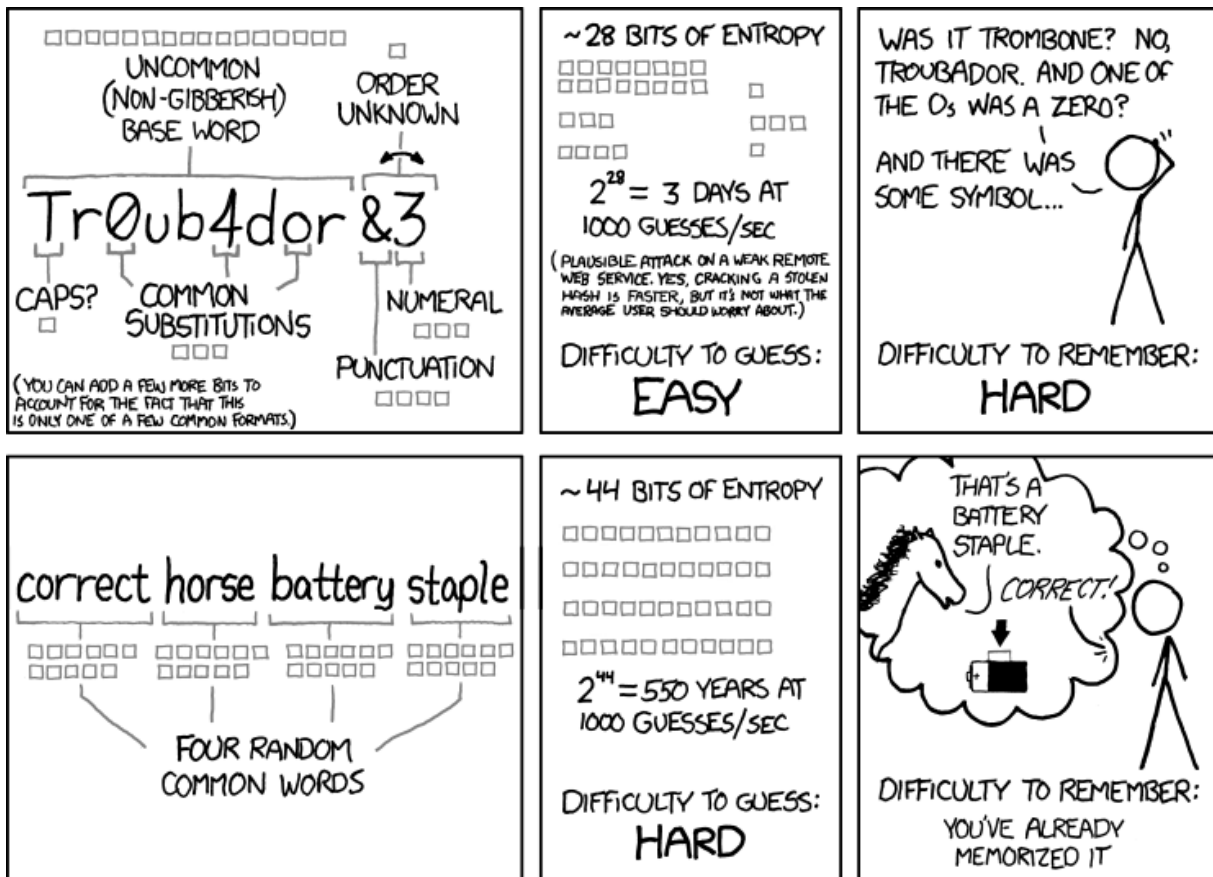 UNCOMMON
(NON-GIBBERISH)
BASE WORD
ORDER
UNKNOWN
Tr0ub4dor &3
CAPS?
COMMON
SUBSTITUTIONS
NUMERAL
PUNCTUATION
(YOU CAN ADD A FEW MORE BITS TO
ACCOUNT FOR THE FACT THAT THIS
IS ONLY ONE OF A FEW COMMON FORMATS.)
~28 BITS OF ENTROPY
2^28 = 3 DAYS AT
1000 GUESSES/SEC
(PLAUSIBLE ATTACK ON A WEAK REMOTE
WEB SERVICE. YES, CRACKING A STOLEN
HASH IS FASTER, BUT IT'S NOT WHAT THE
AVERAGE USER SHOULD WORRY ABOUT.)
DIFFICULTY TO GUESS:
EASY
WAS IT TROMBONE? NO,
TROUBADOR. AND ONE OF
THE Os WAS A ZERO?
AND THERE WAS
SOME SYMBOL...
DIFFICULTY TO REMEMBER:
HARD
correct horse battery staple
FOUR RANDOM
COMMON WORDS
~44 BITS OF ENTROPY
2^44 = 550 YEARS AT
1000 GUESSES/SEC
DIFFICULTY TO GUESS:
HARD
THAT'S A
BATTERY
STAPLE.
CORRECT!
+
DIFFICULTY TO REMEMBER:
YOU'VE ALREADY
MEMORIZED IT